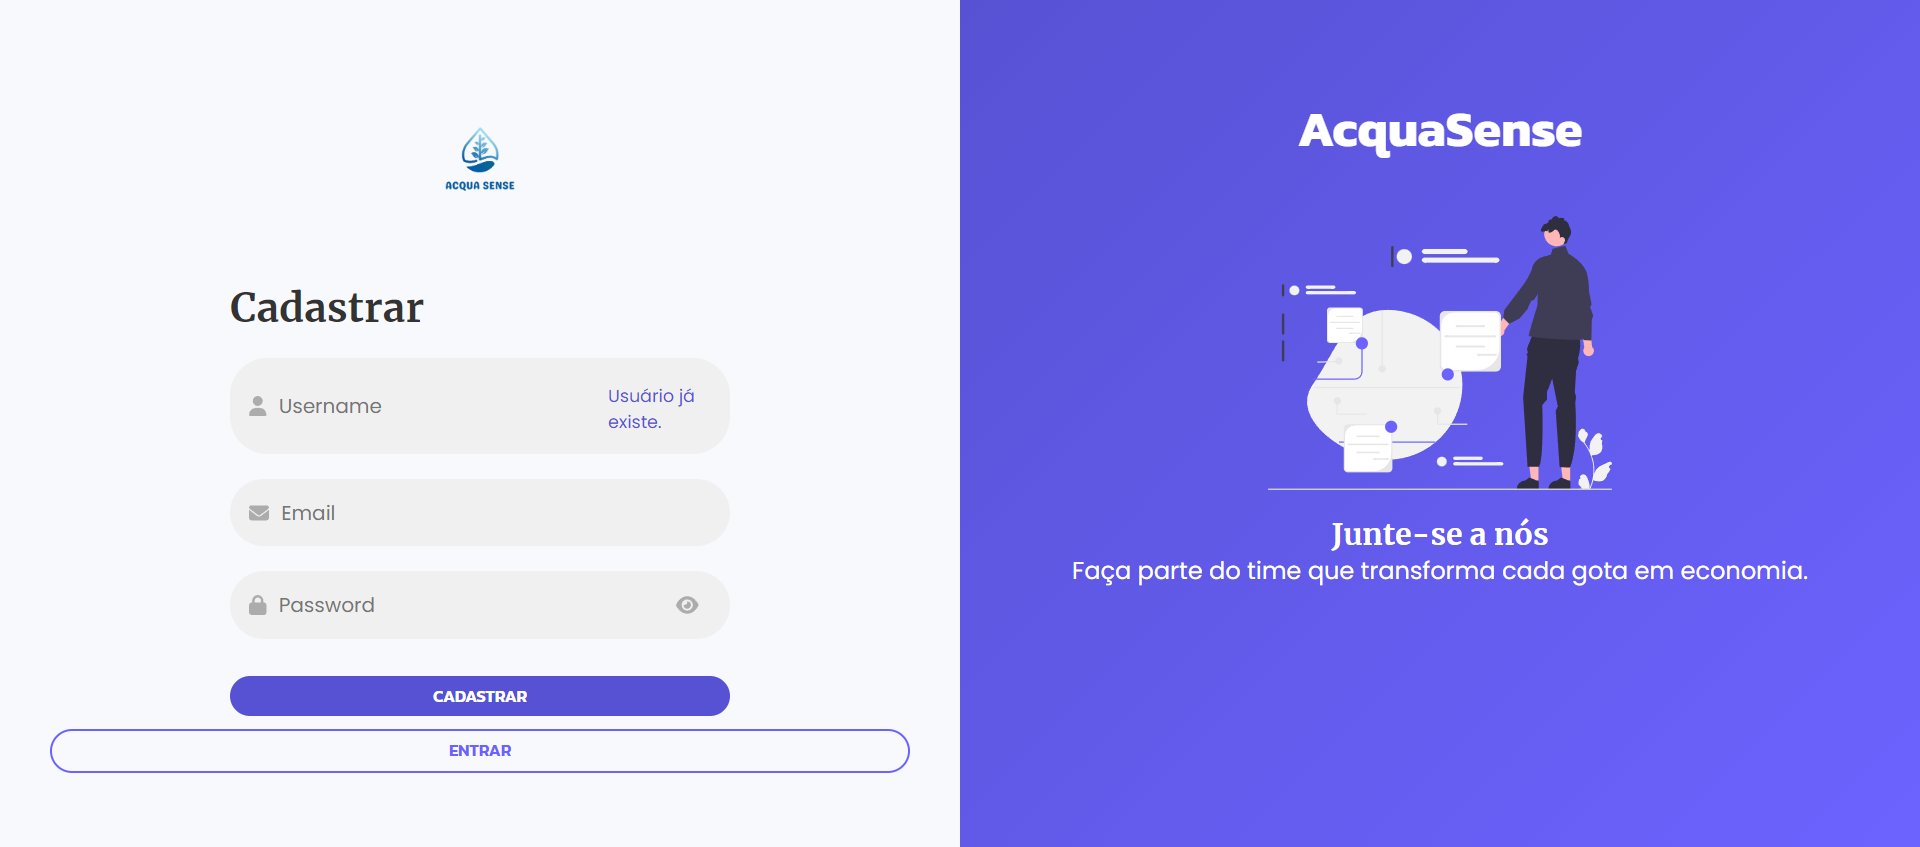 ACQUA SENSE
Cadastrar
Username
Usuário já
existe.
Email
Password
CADASTRAR
ENTRAR
AcquaSense
Junte-se a nós
Faça parte do time que transforma cada gota em economia.